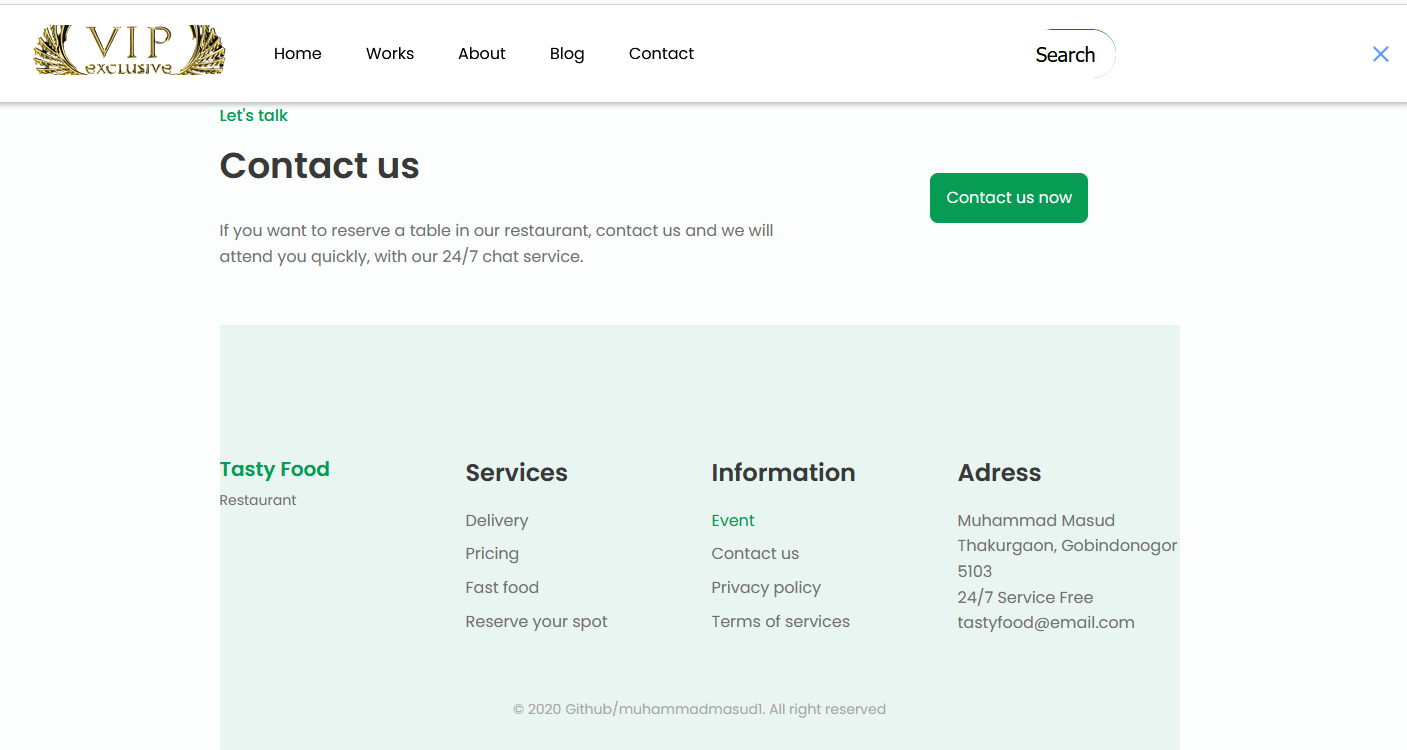 VIP
exclusive
Home Works About Blog Contact
Search
Let's talk
Contact us
If you want to reserve a table in our restaurant, contact us and we will
attend you quickly, with our 24/7 chat service.
Contact us now
Tasty Food
Restaurant
Services
Delivery
Pricing
Fast food
Reserve your spot
Information
Event
Contact us
Privacy policy
Terms of services
Adress
Muhammad Masud
Thakurgaon, Gobindonogor
5103
24/7 Service Free
tastyfood@email.com
© 2020 Github/muhammadmasud1. All right reserved